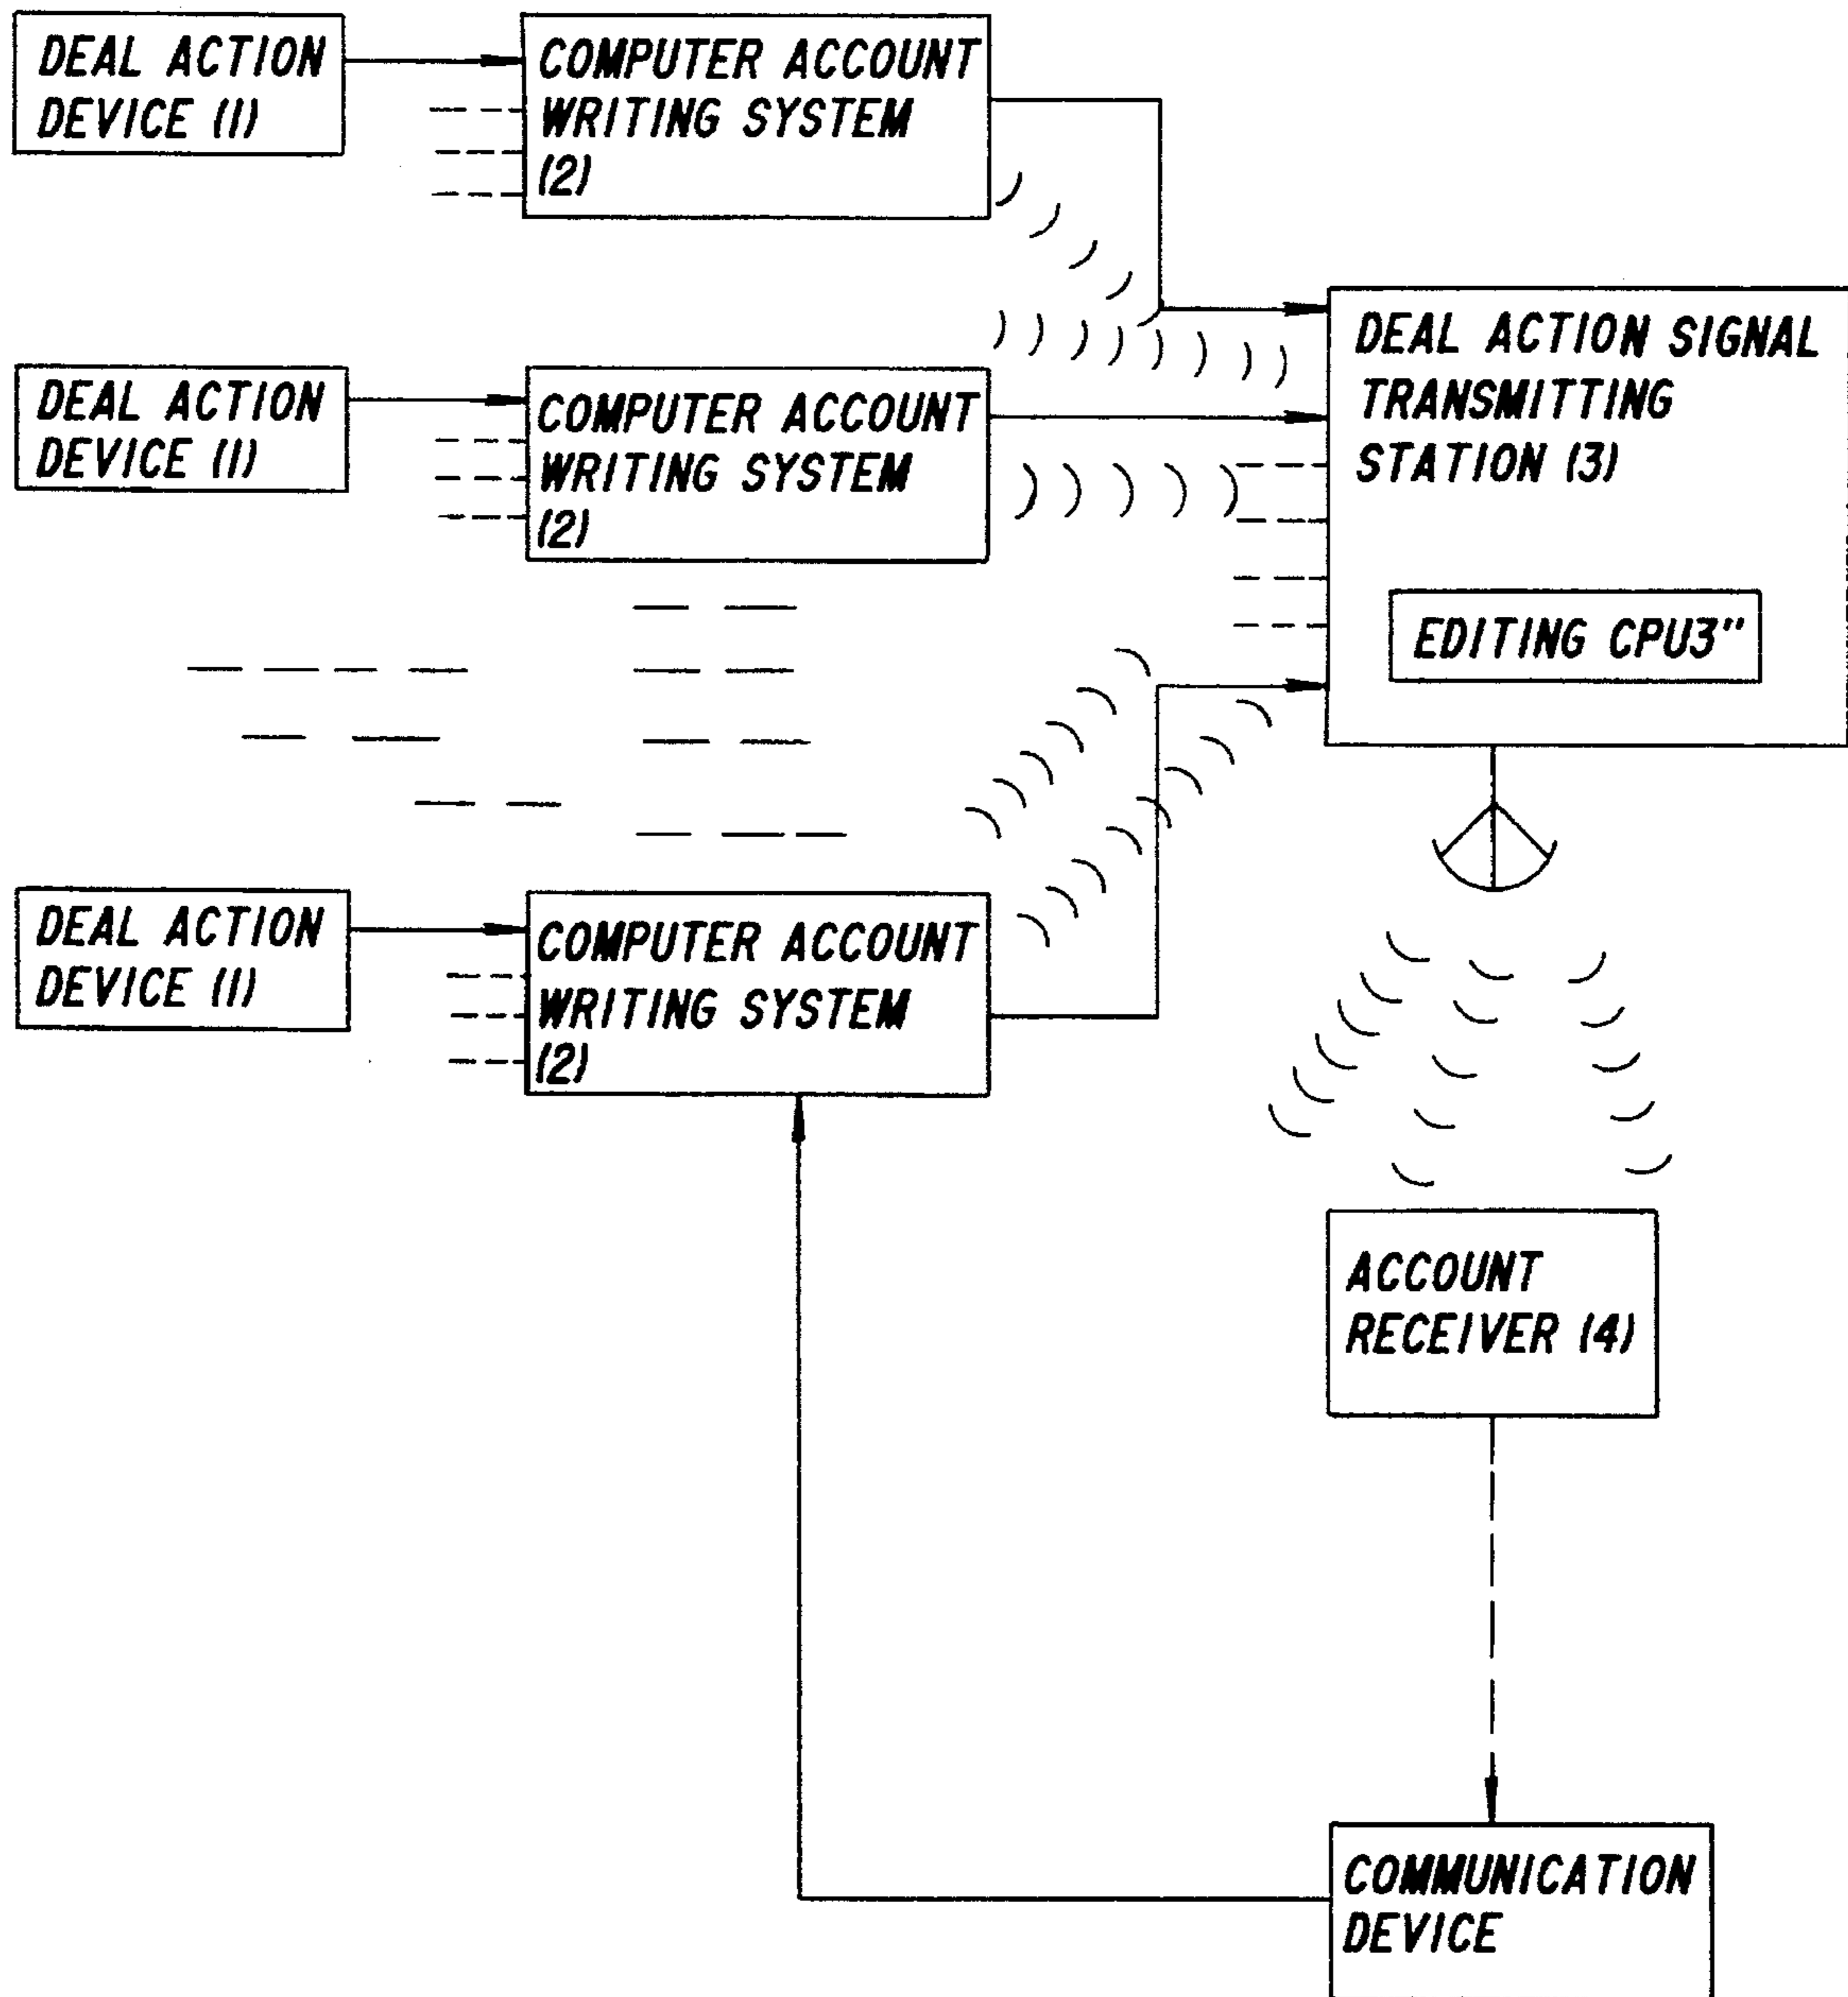 DEAL ACTION
DEVICE (1)
COMPUTER ACCOUNT
WRITING SYSTEM
(2)
DEAL ACTION SIGNAL
TRANSMITTING
STATION (3)
EDITING CPU3"
DEAL ACTION
DEVICE (1)
COMPUTER ACCOUNT
WRITING SYSTEM
(2)
DEAL ACTION
DEVICE (1)
COMPUTER ACCOUNT
WRITING SYSTEM
(2)
ACCOUNT
RECEIVER (4)
COMMUNICATION
DEVICE